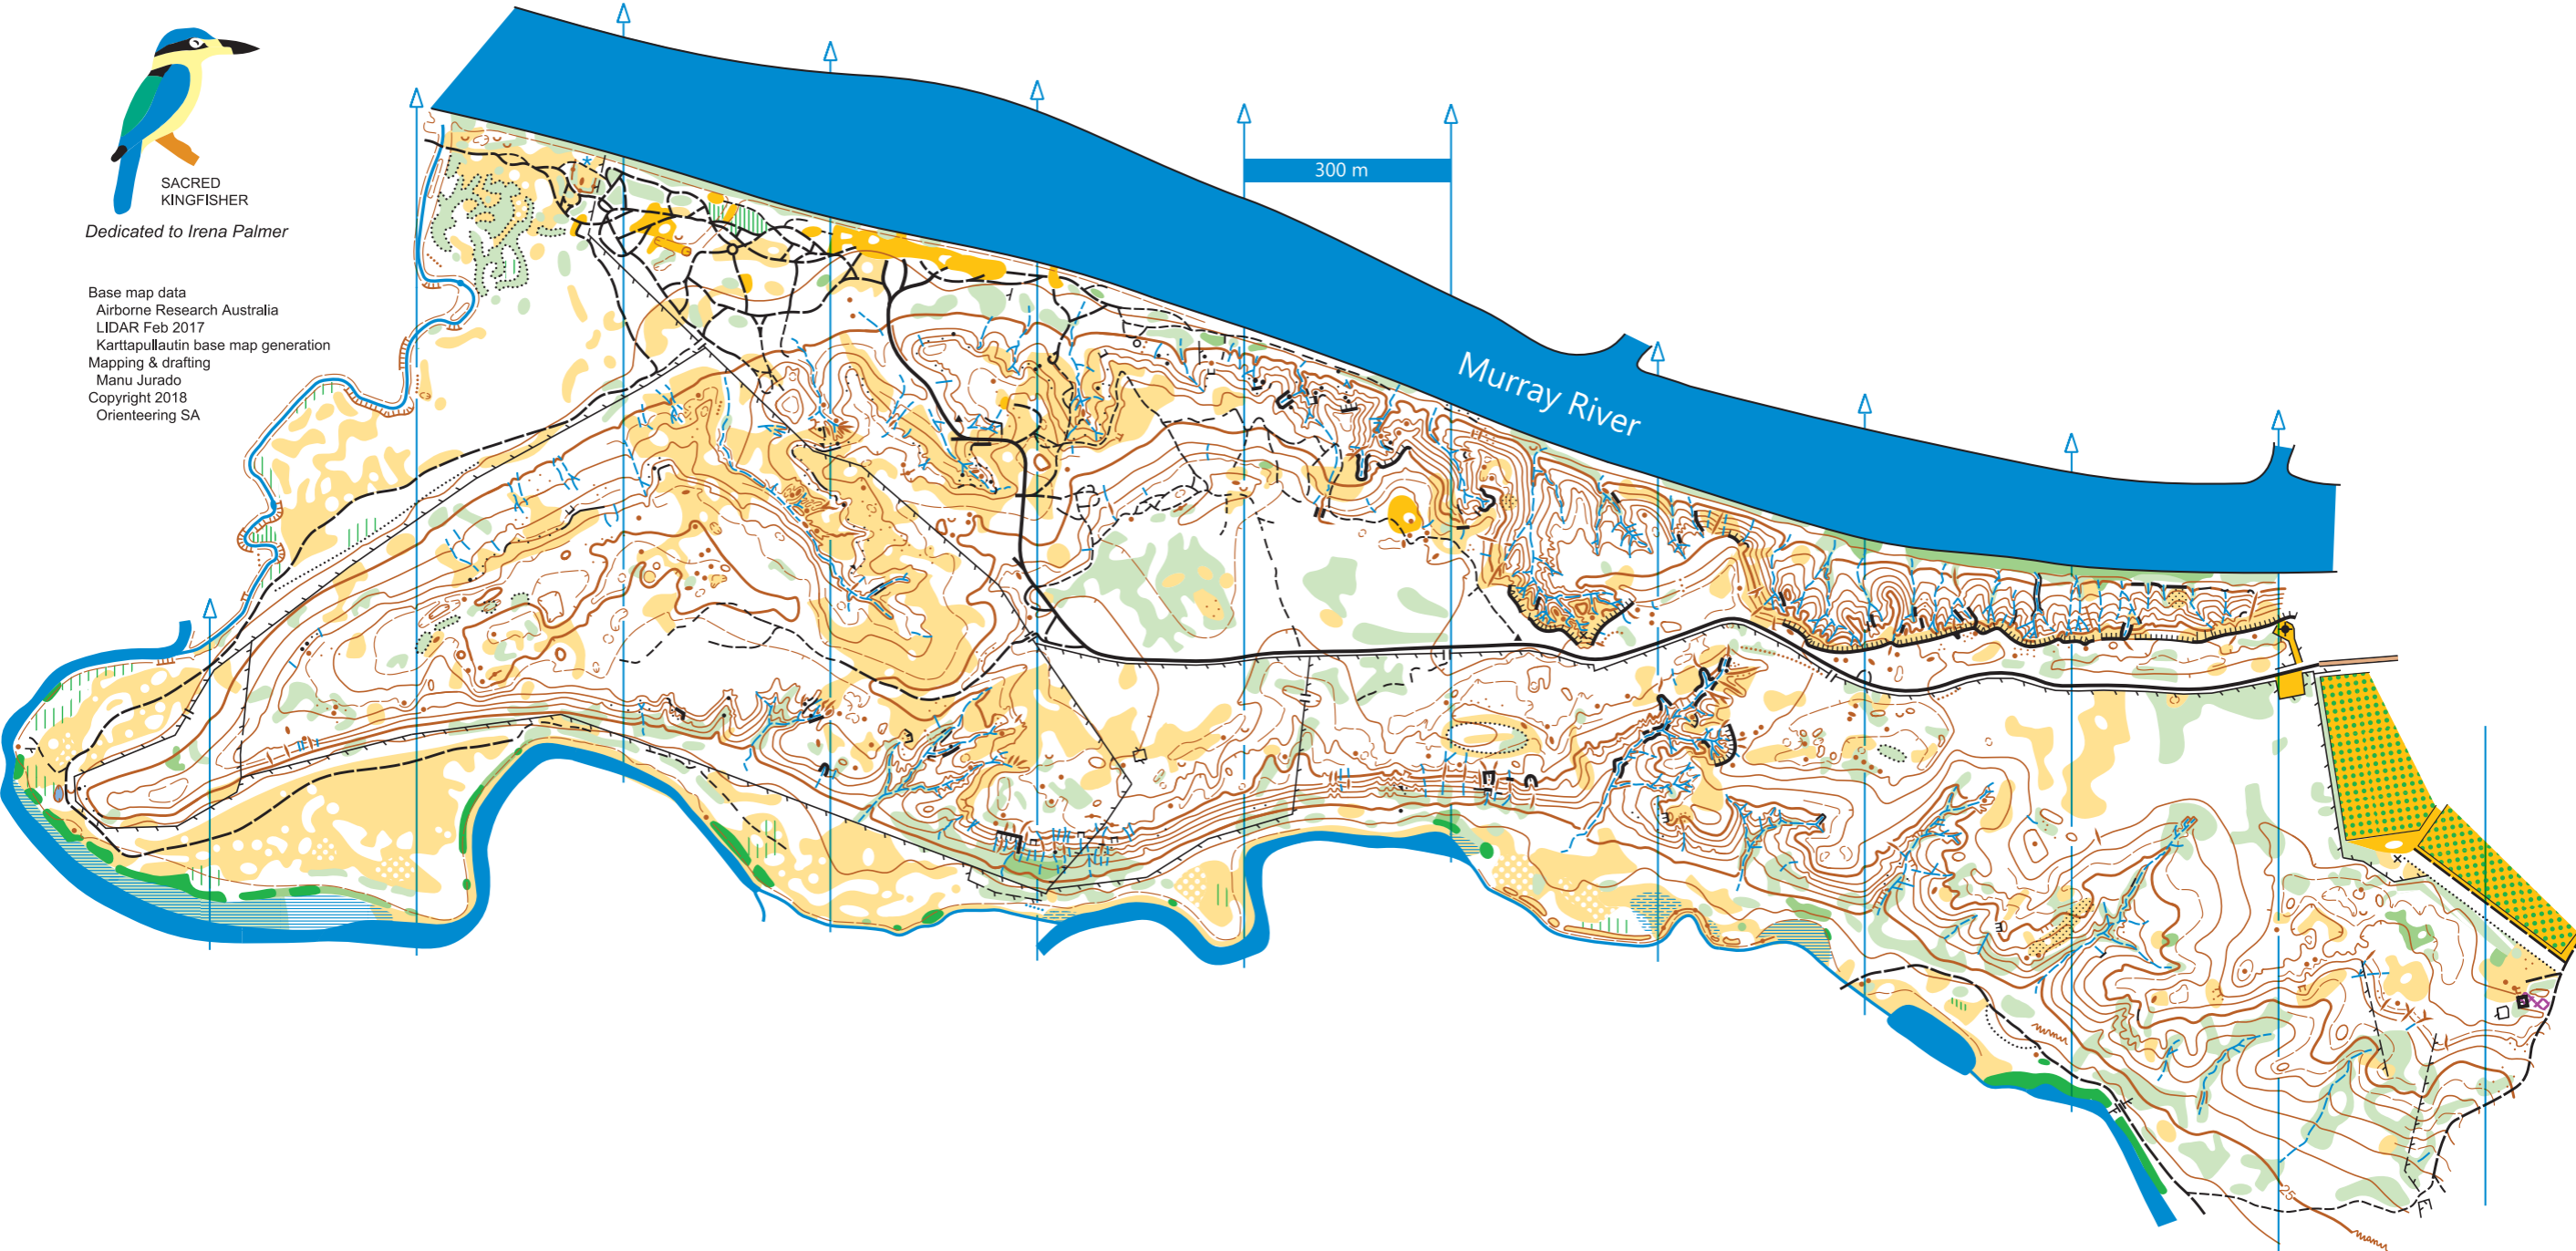 SACRED
KINGFISHER
Dedicated to Irena Palmer
Base map data
Airborne Research Australia
LIDAR Feb 2017
Karttapullautin base map generation
Mapping & drafting
Manu Jurado
Copyright 2018
Orienteering SA
300 m
Murray River
25